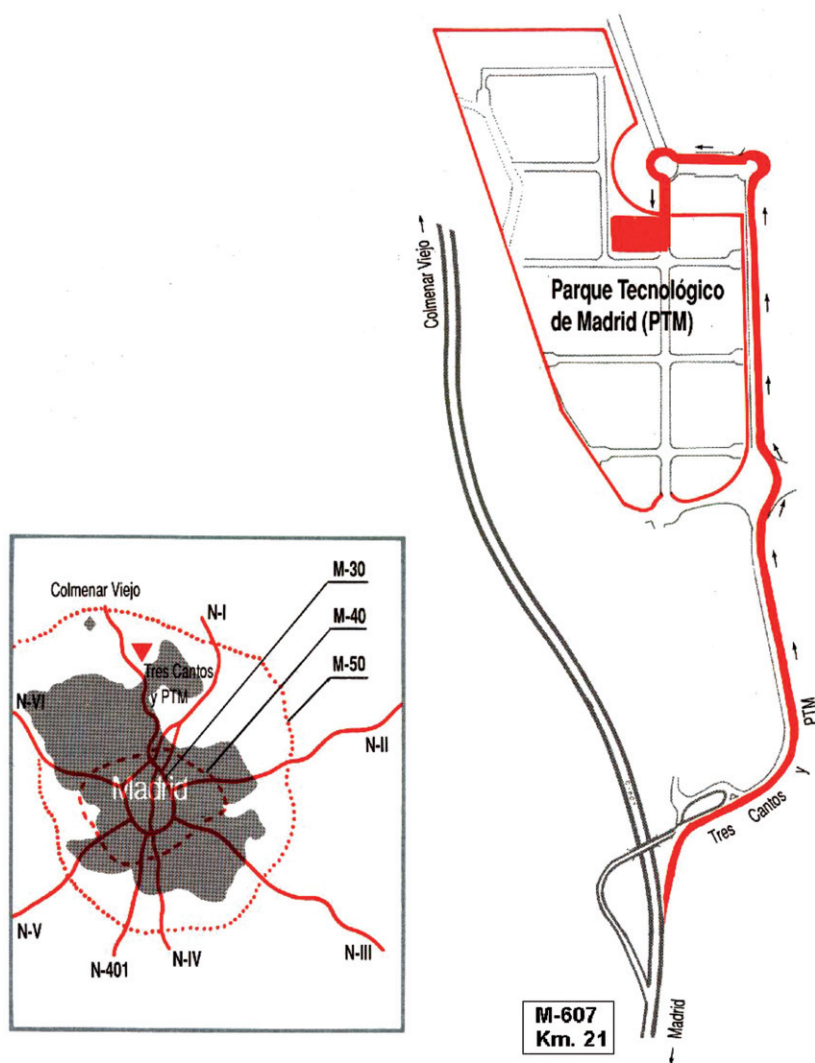 Colmenar Viejo
Parque Tecnológico
de Madrid (PTM)
Tres Cantos y PTM
M-607
Km. 21
Madrid
Colmenar Viejo
N-I
M-30
M-40
M-50
Tres Cantos
y PTM
N-VI
N-II
Madrid
N-V
N-401
N-IV
N-III